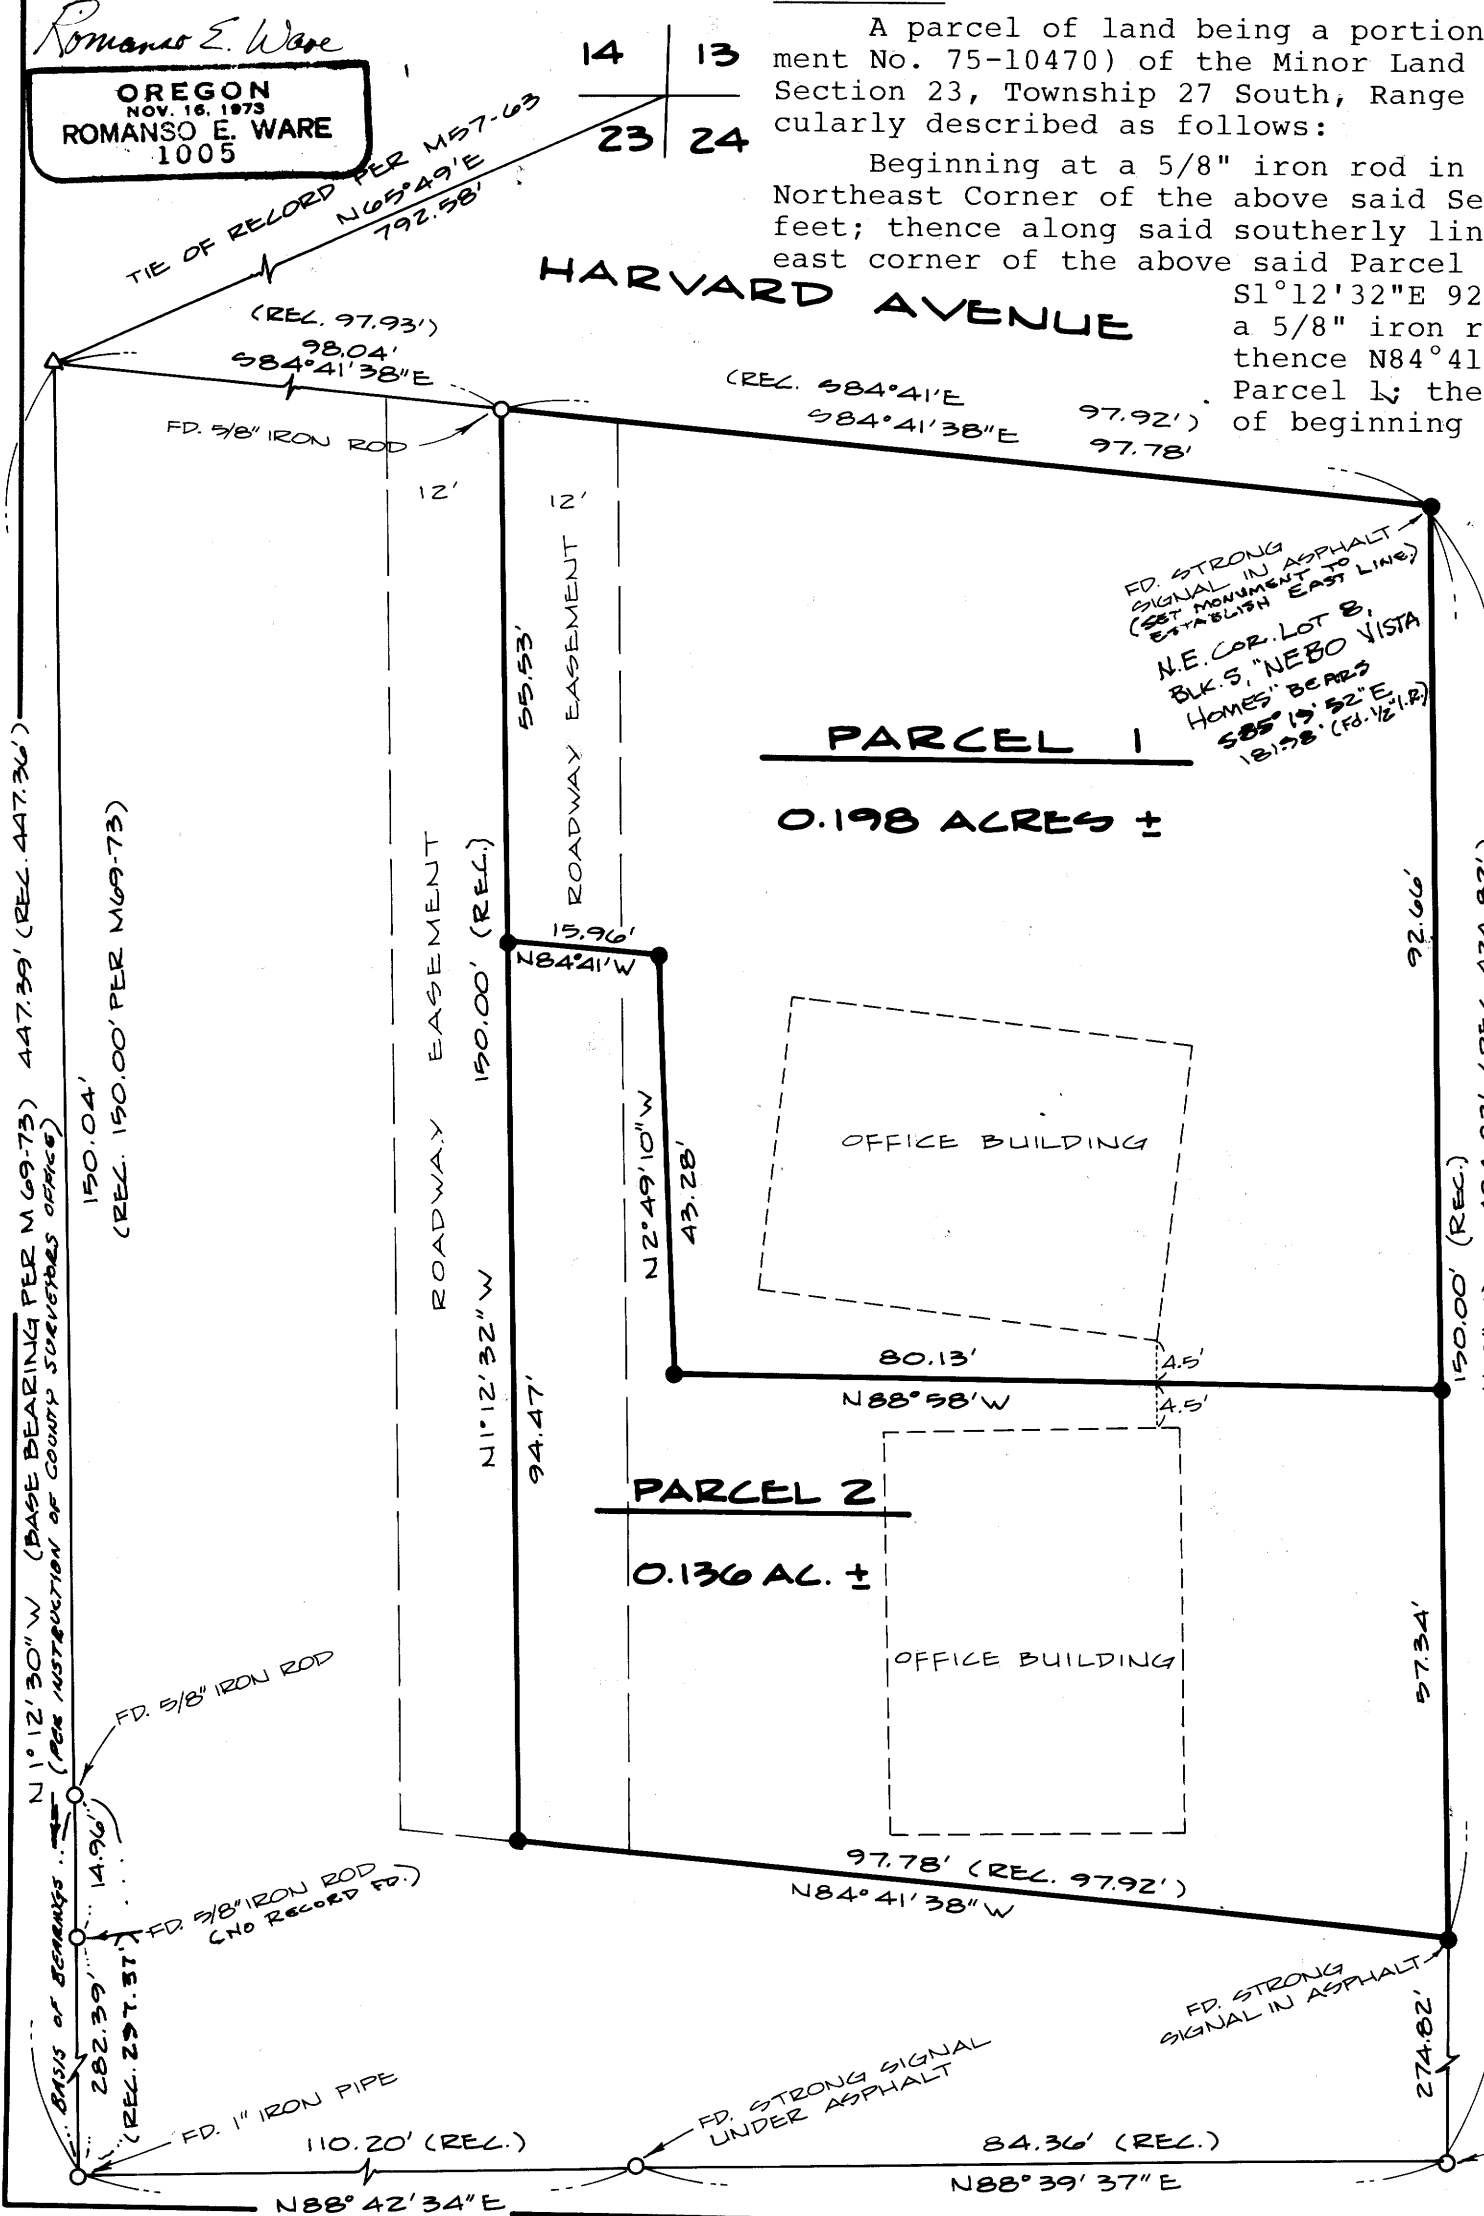 Romanso E. Ware
OREGON
NOV. 16, 1973
ROMANSO E. WARE
1005
14 | 13
23 | 24
TIE OF RECORD PER M57-63
N65°49'E
792.58'
A parcel of land being a portion
ment No. 75-10470) of the Minor Land
Section 23, Township 27 South, Range
cularly described as follows:
Beginning at a 5/8" iron rod in
Northeast Corner of the above said Se
feet; thence along said southerly lin
east corner of the above said Parcel
S1°12'32"E 92
a 5/8" iron r
thence N84°41
Parcel 1; the
of beginning
HARVARD AVENUE
(REC. 97.93')
98.04'
S84°41'38"E
FD. 5/8" IRON ROD
(REC. S84°41'E 97.92')
S84°41'38"E 97.78'
12'
12'
FD. STRONG
SIGNAL IN ASPHALT
(SET MONUMENT TO
ESTABLISH EAST LINE)
N.E. COR. LOT 8,
BLK. 5, "NEBO VISTA
HOMES" BEARS
S85°19'52"E
181.98' (FD. 1/2" I.R.)
55.53'
ROADWAY EASEMENT
PARCEL 1
0.198 ACRES ±
92.66'
ROADWAY EASEMENT
150.00' (REC.)
15.96'
N84°41'W
N2°49'10"W
43.28'
OFFICE BUILDING
150.00' (REC.)
N1°12'32"W
94.47'
80.13'
N88°58'W
4.5'
4.5'
PARCEL 2
0.136 AC. ±
OFFICE BUILDING
57.34'
97.78' (REC. 97.92')
N84°41'38"W
N1°12'30"W (BASE BEARING PER M69-73) 447.39' (REC. 447.36')
BASIS OF BEARINGS (PER INSTRUCTION OF COUNTY SURVEYORS OFFICE)
150.04'
(REC. 150.00' PER M69-73)
FD. 5/8" IRON ROD
14.96'
FD. 5/8" IRON ROD
(NO RECORD FD.)
282.39'
(REC. 297.37')
FD. 1" IRON PIPE
FD. STRONG
SIGNAL IN ASPHALT
274.82'
FD. STRONG SIGNAL
UNDER ASPHALT
110.20' (REC.)
N88°42'34"E
84.36' (REC.)
N88°39'37"E